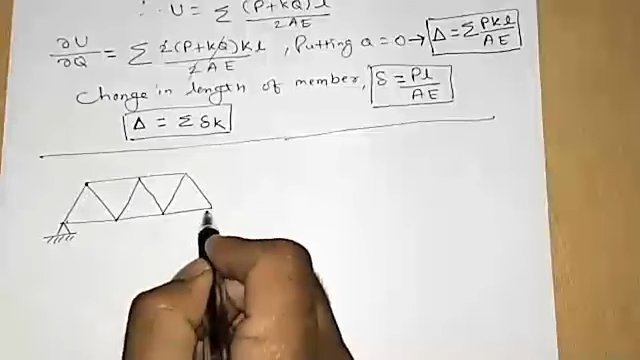 ∴ U = Σ (P+kQ)²l / 2AE
∂U/∂Q = Σ 2(P+kQ)kl / 2AE , Putting Q = 0 → Δ = Σ Pkl / AE
Change in length of member, δ = Pl / AE
Δ = Σ δk